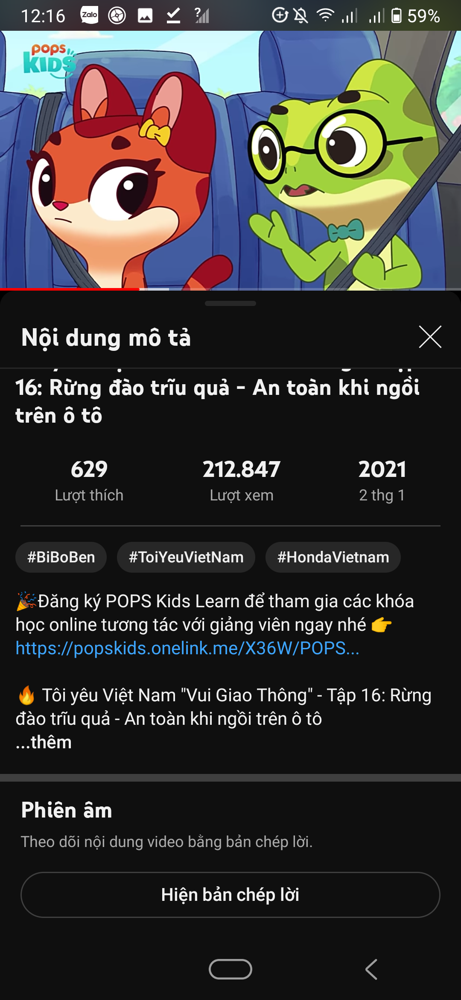 12:16
Zalo
59%
pops
KIDS
Nội dung mô tả
16: Rừng đào trĩu quả - An toàn khi ngồi
trên ô tô
629
212.847
2021
Lượt thích
Lượt xem
2 thg 1
#BiBoBen
#ToiYeuVietNam
#HondaVietnam
🎉Đăng ký POPS Kids Learn để tham gia các khóa
học online tương tác với giảng viên ngay nhé 👉
https://popskids.onelink.me/X36W/POPS...
🔥 Tôi yêu Việt Nam "Vui Giao Thông" - Tập 16: Rừng
đào trĩu quả - An toàn khi ngồi trên ô tô
...thêm
Phiên âm
Theo dõi nội dung video bằng bản chép lời.
Hiện bản chép lời